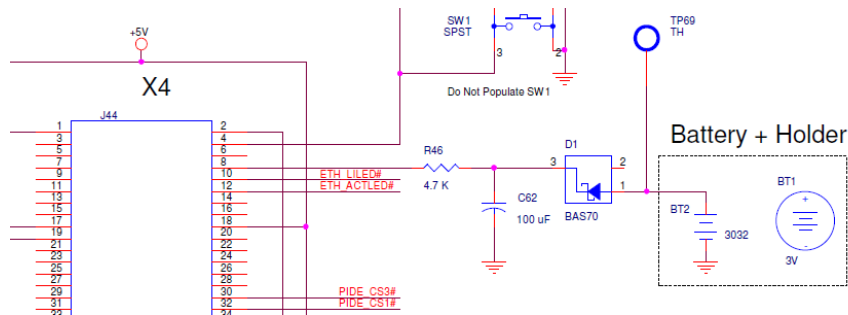 SW1
SPST
3
2
Do Not Populate SW1
TP69
TH
+5V
X4
J44
1
2
3
4
5
6
7
8
9
10
11
12
13
14
15
16
17
18
19
20
21
22
23
24
25
26
27
28
29
30
31
32
33
34
ETH_LILED#
ETH_ACTLED#
PIDE_CS3#
PIDE_CS1#
R46
4.7 K
C62
100 uF
D1
3
2
1
BAS70
Battery + Holder
BT2
3032
BT1
+
-
3V